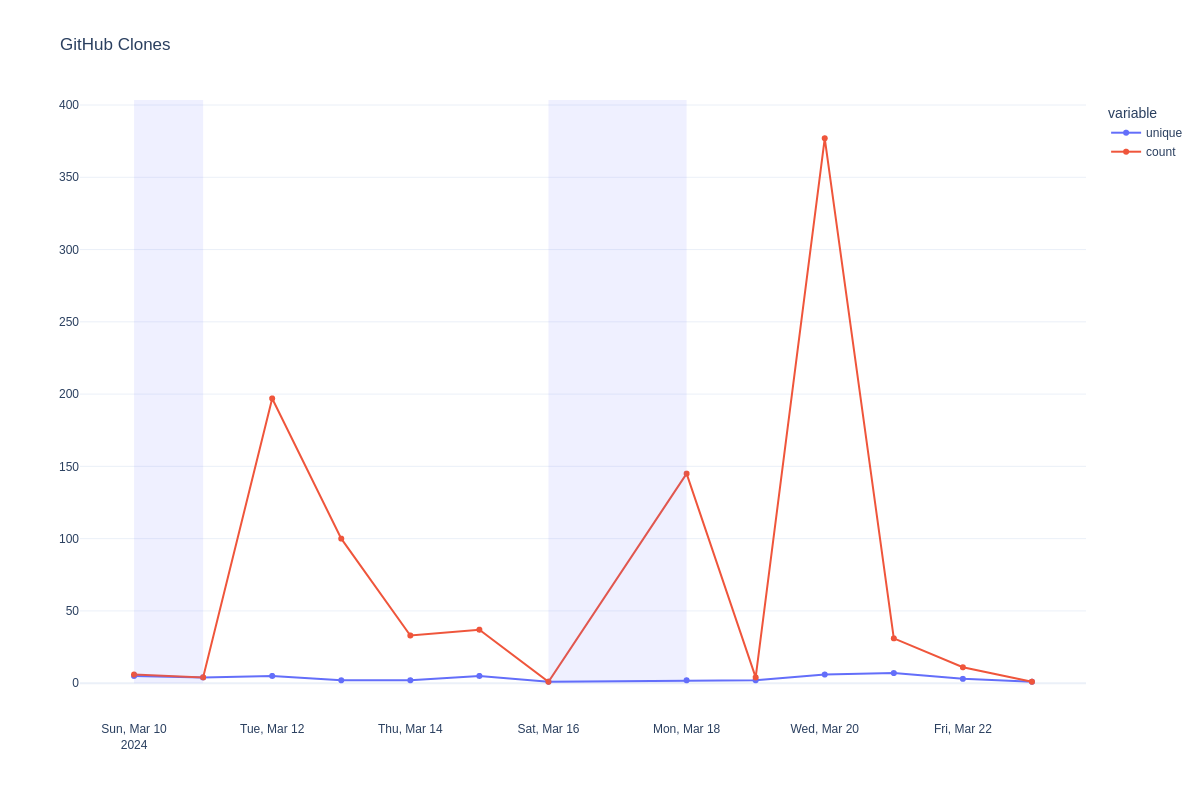 GitHub Clones
400
350
300
250
200
150
100
50
0
Sun, Mar 10
2024
Tue, Mar 12
Thu, Mar 14
Sat, Mar 16
Mon, Mar 18
Wed, Mar 20
Fri, Mar 22
variable
unique
count